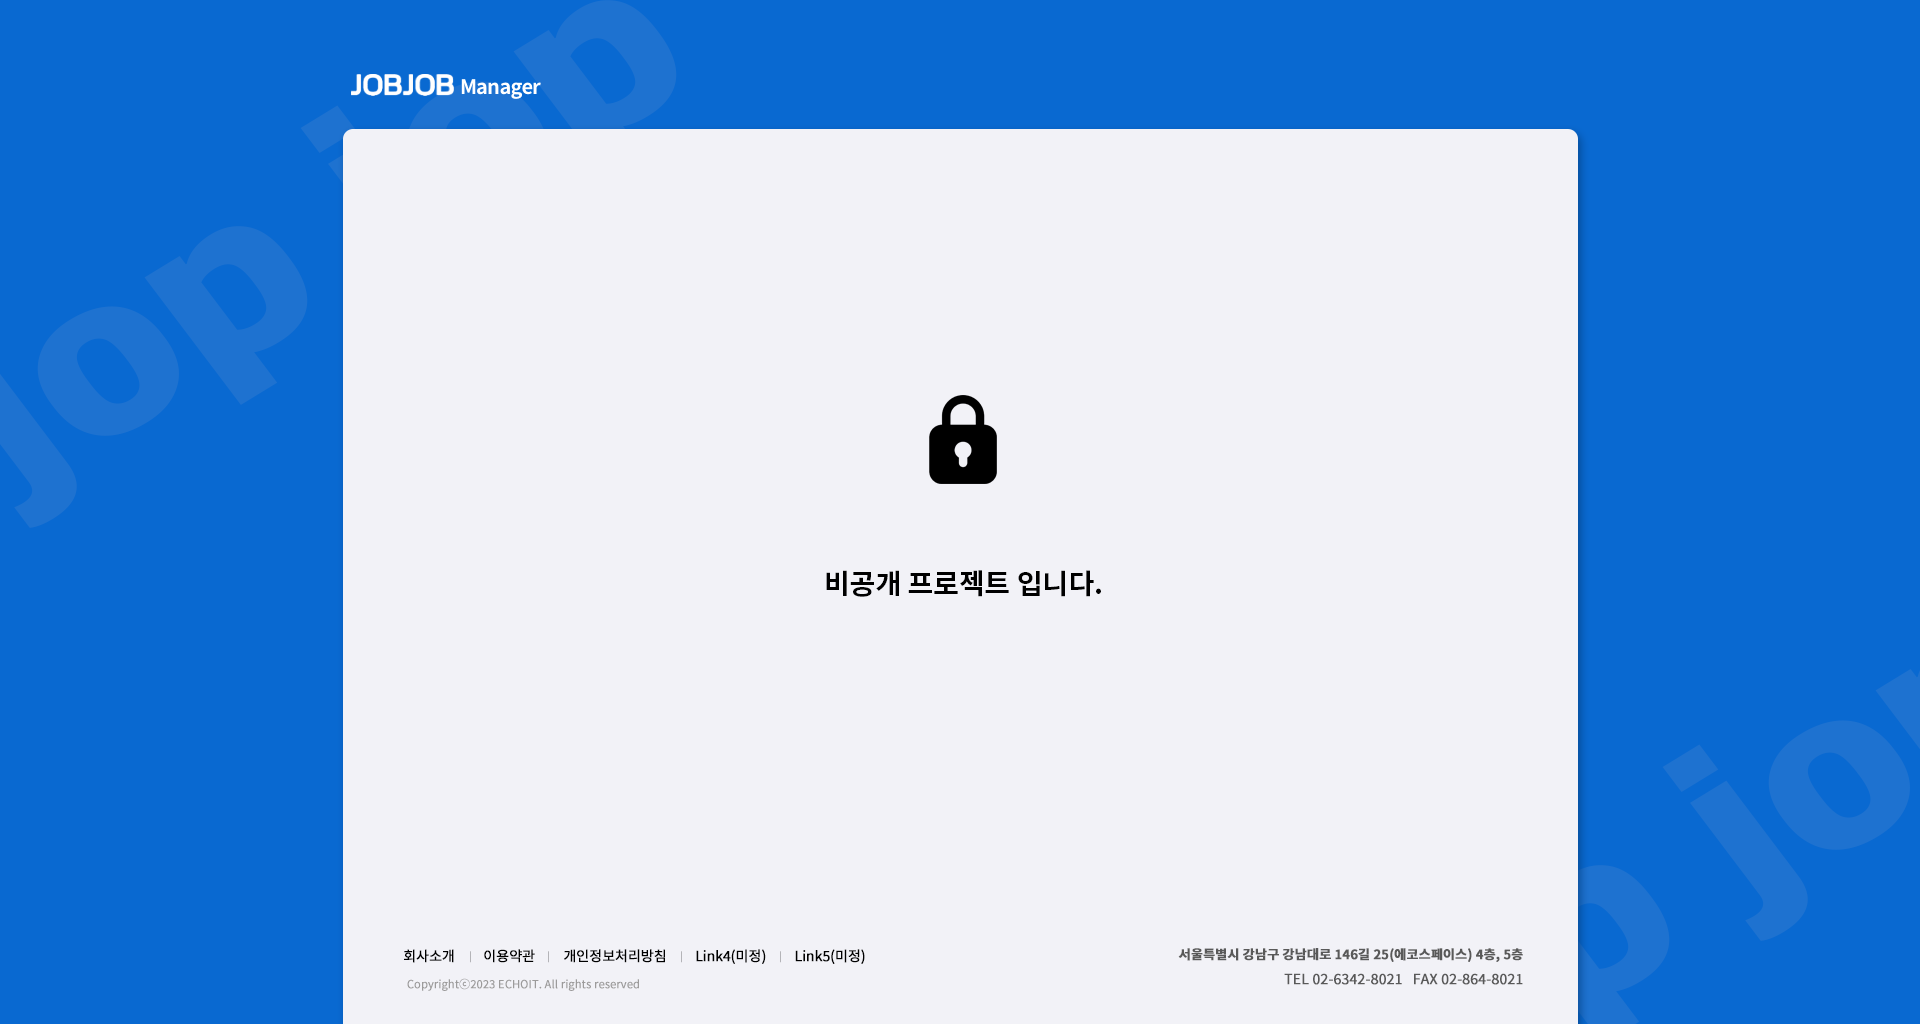 jop jop
JOBJOB Manager
비공개 프로젝트 입니다.
회사소개 | 이용약관 | 개인정보처리방침 | Link4(미정) | Link5(미정)
Copyrightⓒ2023 ECHOIT. All rights reserved
서울특별시 강남구 강남대로 146길 25(에코스페이스) 4층, 5층
TEL 02-6342-8021 FAX 02-864-8021
p jop